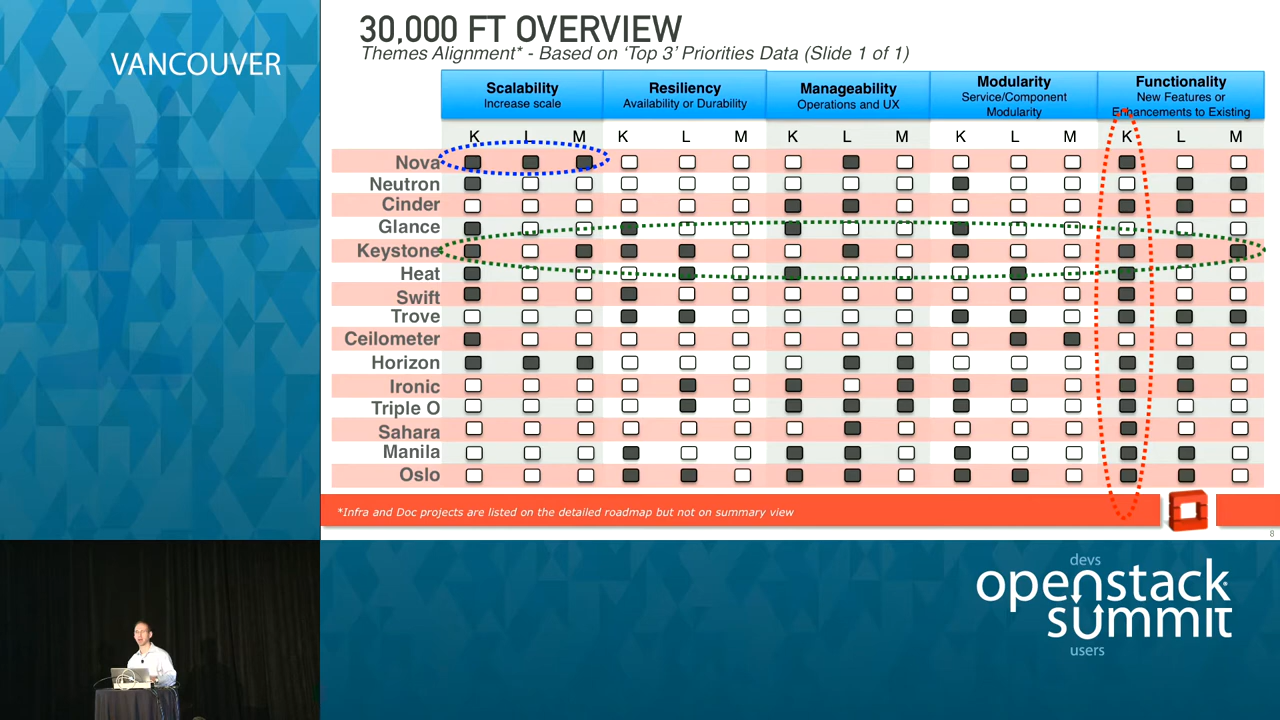 VANCOUVER
30,000 FT OVERVIEW
Themes Alignment* - Based on ‘Top 3’ Priorities Data (Slide 1 of 1)
Scalability
Increase scale
Resiliency
Availability or Durability
Manageability
Operations and UX
Modularity
Service/Component
Modularity
Functionality
New Features or
Enhancements to Existing
K L M K L M K L M K L M K L M
Nova
Neutron
Cinder
Glance
Keystone
Heat
Swift
Trove
Ceilometer
Horizon
Ironic
Triple O
Sahara
Manila
Oslo
*Infra and Doc projects are listed on the detailed roadmap but not on summary view
8
devs
openstack
summit
users